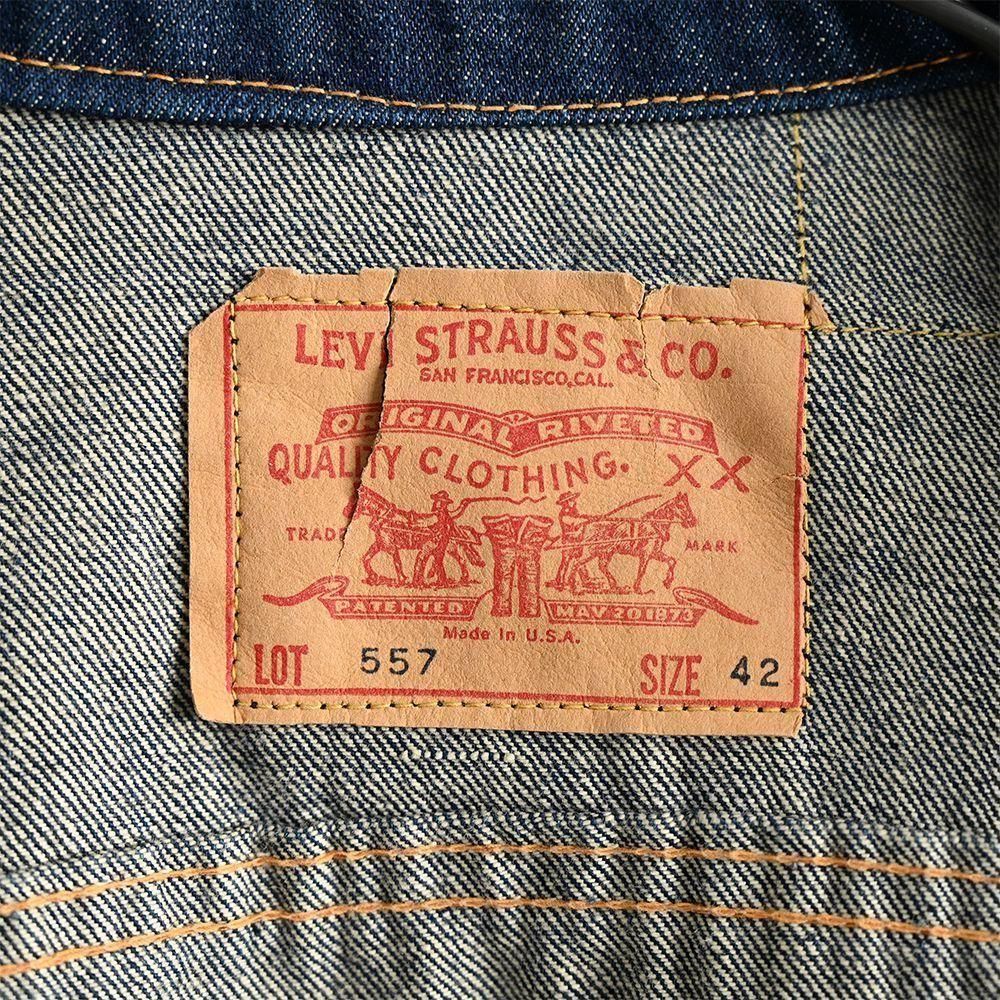 LEVI STRAUSS & CO.
SAN FRANCISCO, CAL.
ORIGINAL RIVETED
QUALITY CLOTHING. XX
TRADE MARK
PATENTED MAY 20 1873
Made in U.S.A.
LOT 557 SIZE 42